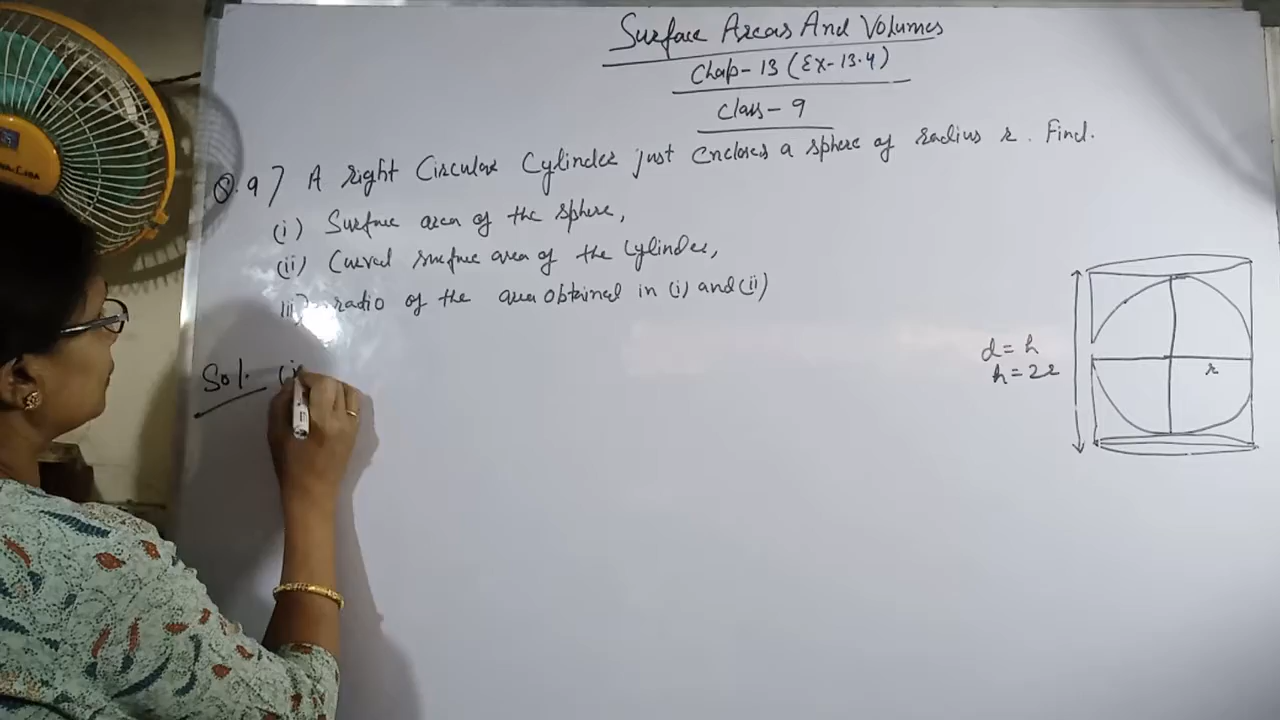 Surface Areas And Volumes
Chap-13 (Ex-13.4)
Class-9
Q.9) A right Circular Cylinder just encloses a sphere of radius r. Find.
(i) Surface area of the sphere,
(ii) Curved surface area of the Cylinder,
iii) radio of the area obtained in (i) and (ii)
d = h
h = 2r
r
Sol. (i